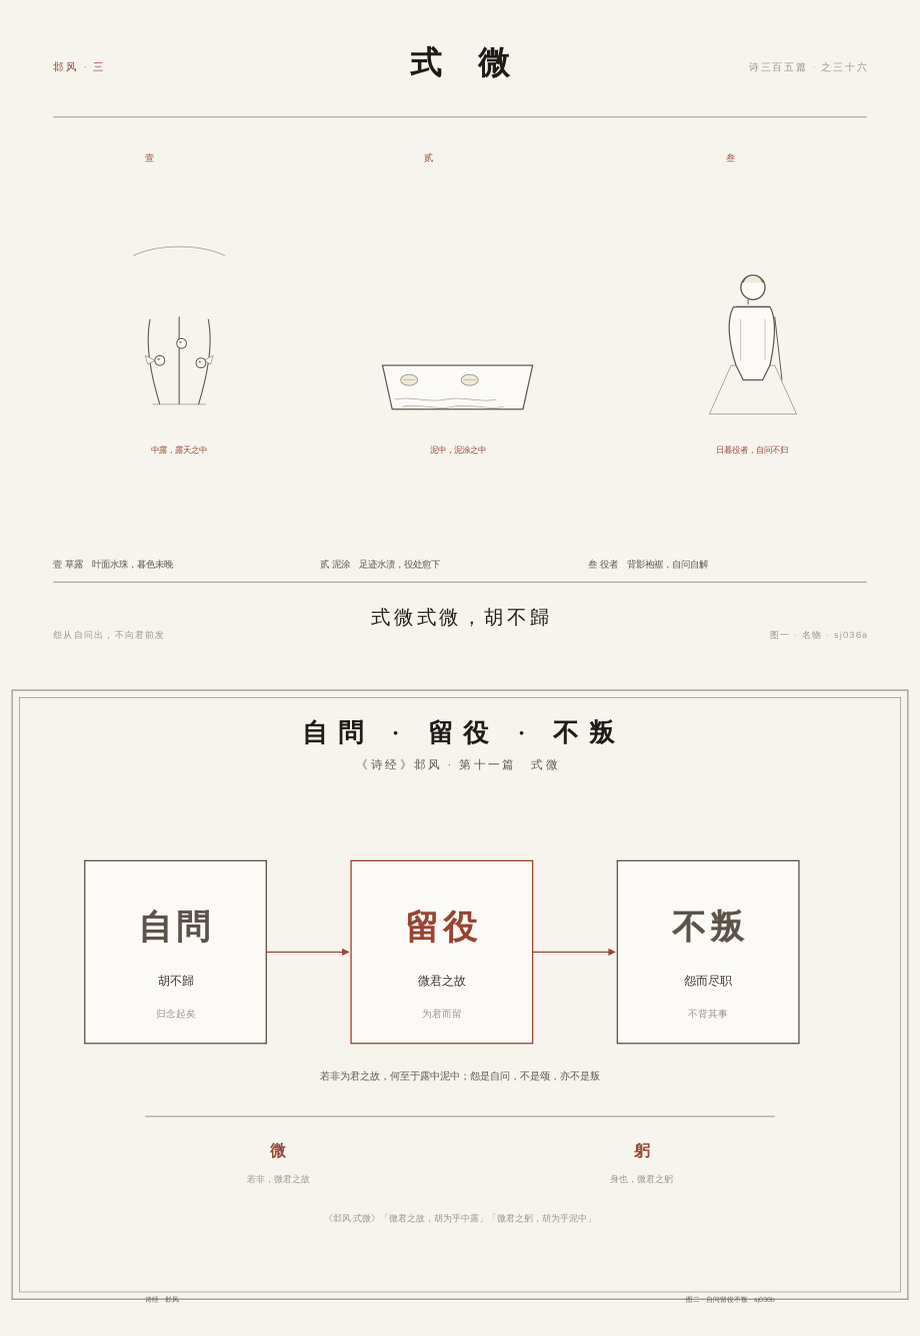 邶风 · 三
式 微
诗三百五篇 · 之三十六
壹
贰
叁
中露，露天之中
泥中，泥涂之中
日暮役者，自问不归
壹 草露 叶面水珠，暮色未晚
贰 泥涂 足迹水渍，役处愈下
叁 役者 背影袍裾，自问自解
式微式微，胡不歸
怨从自问出，不向君前发
图一 · 名物 · sj036a
自問 · 留役 · 不叛
《诗经》邶风 · 第十一篇 式微
自問
胡不歸
归念起矣
留役
微君之故
为君而留
不叛
怨而尽职
不背其事
若非为君之故，何至于露中泥中；怨是自问，不是颂，亦不是叛
微
若非，微君之故
躬
身也，微君之躬
《邶风·式微》「微君之故，胡为乎中露」「微君之躬，胡为乎泥中」
诗经 · 邶风
图二 · 自问留役不叛 · sj036b